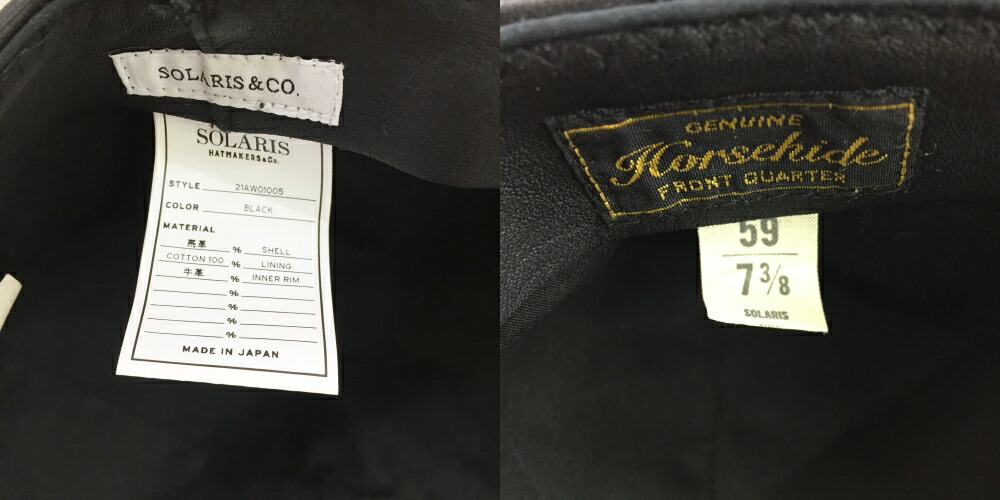 SOLARIS & CO.
SOLARIS
HATMAKERS & Co.
STYLE 21AW01005
COLOR BLACK
MATERIAL
馬革 % SHELL
COTTON 100 % LINING
牛革 % INNER RIM
%
%
%
%
MADE IN JAPAN
GENUINE
Horsehide
FRONT QUARTER
59
7 3/8
SOLARIS